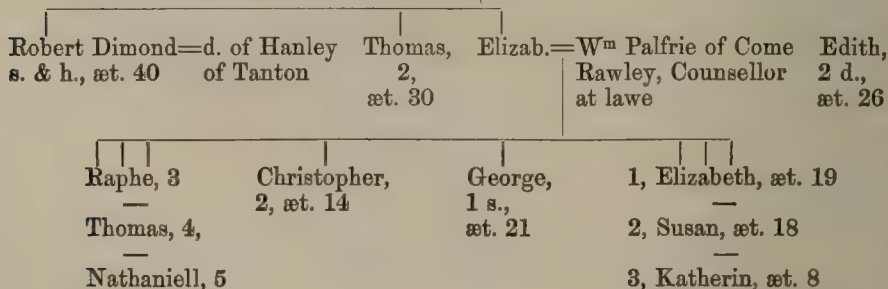 Robert Dimond=d. of Hanley Thomas, Elizab.=Wᵐ Palfrie of Come Edith,
s. & h., æt. 40 of Tanton 2, Rawley, Counsellor 2 d.,
æt. 30 at lawe æt. 26
Raphe, 3 Christopher, George, 1, Elizabeth, æt. 19
— 2, æt. 14 1 s., —
Thomas, 4, æt. 21 2, Susan, æt. 18
— —
Nathaniell, 5 3, Katherin, æt. 8